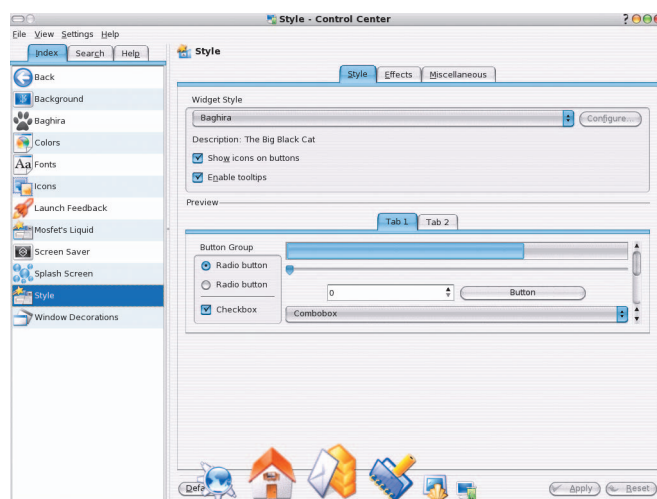 Style - Control Center
?
File View Settings Help
Index Search Help
Back
Background
Baghira
Colors
Aa Fonts
Icons
Launch Feedback
Mosfet's Liquid
Screen Saver
Splash Screen
Style
Window Decorations
Style
Style Effects Miscellaneous
Widget Style
Baghira Configure...
Description: The Big Black Cat
Show icons on buttons
Enable tooltips
Preview
Tab 1 Tab 2
Button Group
Radio button
Radio button
0 Button
Checkbox
Combobox
Apply Reset